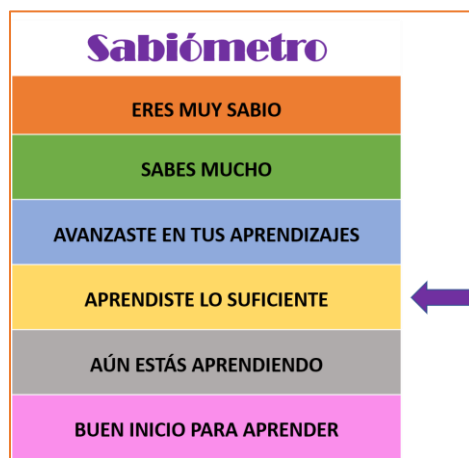 Sabiómetro
ERES MUY SABIO
SABES MUCHO
AVANZASTE EN TUS APRENDIZAJES
APRENDISTE LO SUFICIENTE
AÚN ESTÁS APRENDIENDO
BUEN INICIO PARA APRENDER